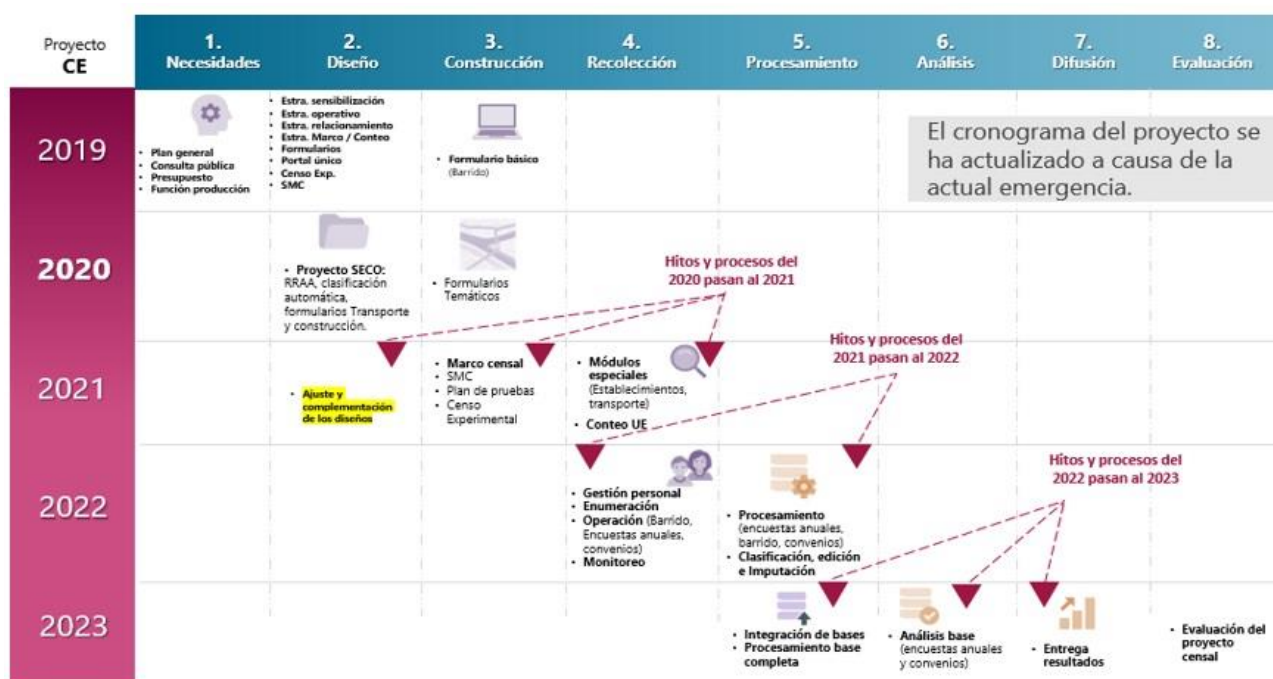 Proyecto
CE
1.
Necesidades
2.
Diseño
3.
Construcción
4.
Recolección
5.
Procesamiento
6.
Análisis
7.
Difusión
8.
Evaluación
2019
• Plan general
• Consulta pública
• Presupuesto
• Función producción
• Estra. sensibilización
• Estra. operativo
• Estra. relacionamiento
• Estra. Marco / Conteo
• Formularios
• Portal único
• Censo Exp.
• SMC
• Formulario básico
(Barrido)
El cronograma del proyecto se
ha actualizado a causa de la
actual emergencia.
2020
• Proyecto SECO:
RRAA, clasificación
automática,
formularios Transporte
y construcción.
• Formularios
Temáticos
Hitos y procesos del
2020 pasan al 2021
2021
• Ajuste y
complementación
de los diseños
• Marco censal
• SMC
• Plan de pruebas
• Censo
Experimental
• Módulos
especiales
(Establecimientos,
transporte)
• Conteo UE
Hitos y procesos del
2021 pasan al 2022
2022
• Gestión personal
• Enumeración
• Operación (Barrido,
Encuestas anuales,
convenios)
• Monitoreo
• Procesamiento
(encuestas anuales,
barrido, convenios)
• Clasificación, edición
e Imputación
Hitos y procesos del
2022 pasan al 2023
2023
• Integración de bases
• Procesamiento base
completa
• Análisis base
(encuestas anuales
y convenios)
• Entrega
resultados
• Evaluación del
proyecto
censal